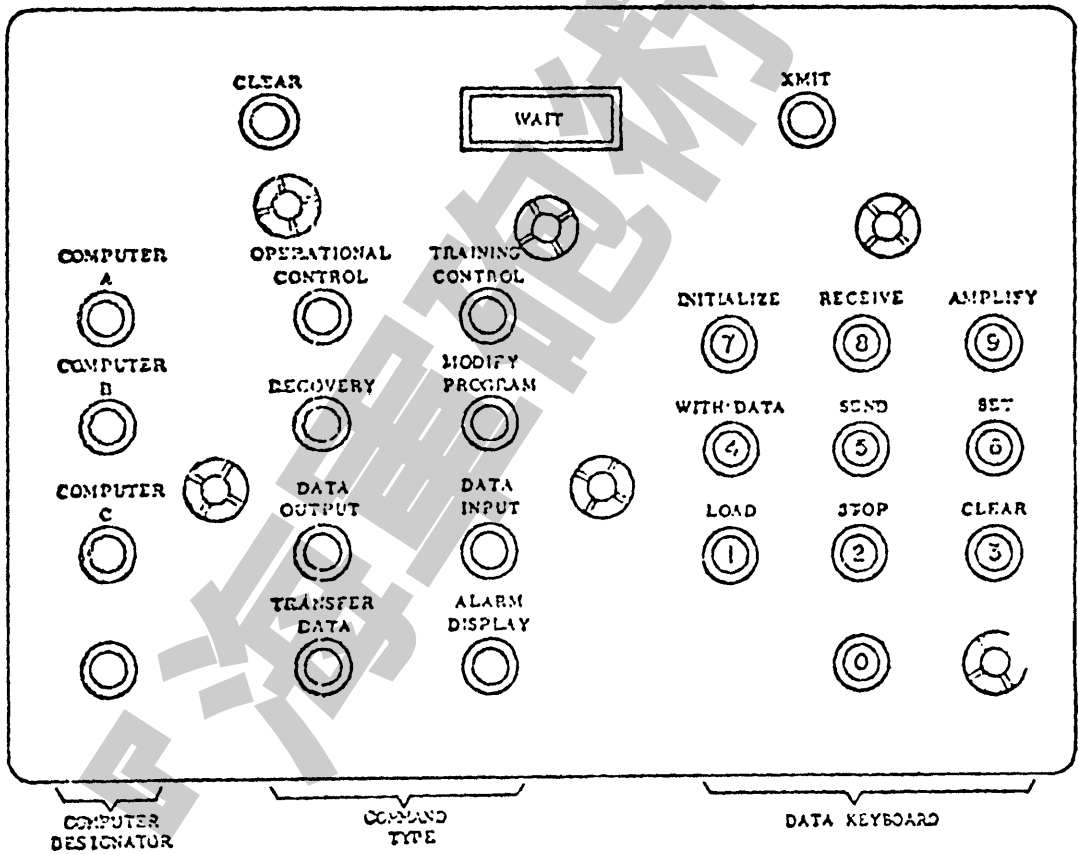 CLEAR
WAIT
XMIT
COMPUTER
A
OPERATIONAL
CONTROL
TRAINING
CONTROL
INITIALIZE
RECEIVE
AMPLIFY
7
8
9
COMPUTER
B
RECOVERY
MODIFY
PROGRAM
WITH DATA
SEND
SET
4
5
6
COMPUTER
C
DATA
OUTPUT
DATA
INPUT
LOAD
STOP
CLEAR
1
2
3
TRANSFER
DATA
ALARM
DISPLAY
0
COMPUTER
DESIGNATOR
COMMAND
TYPE
DATA KEYBOARD